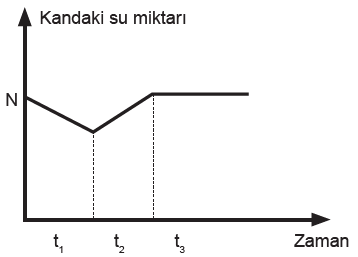 Kandaki su miktarı
N
t₁ t₂ t₃ Zaman